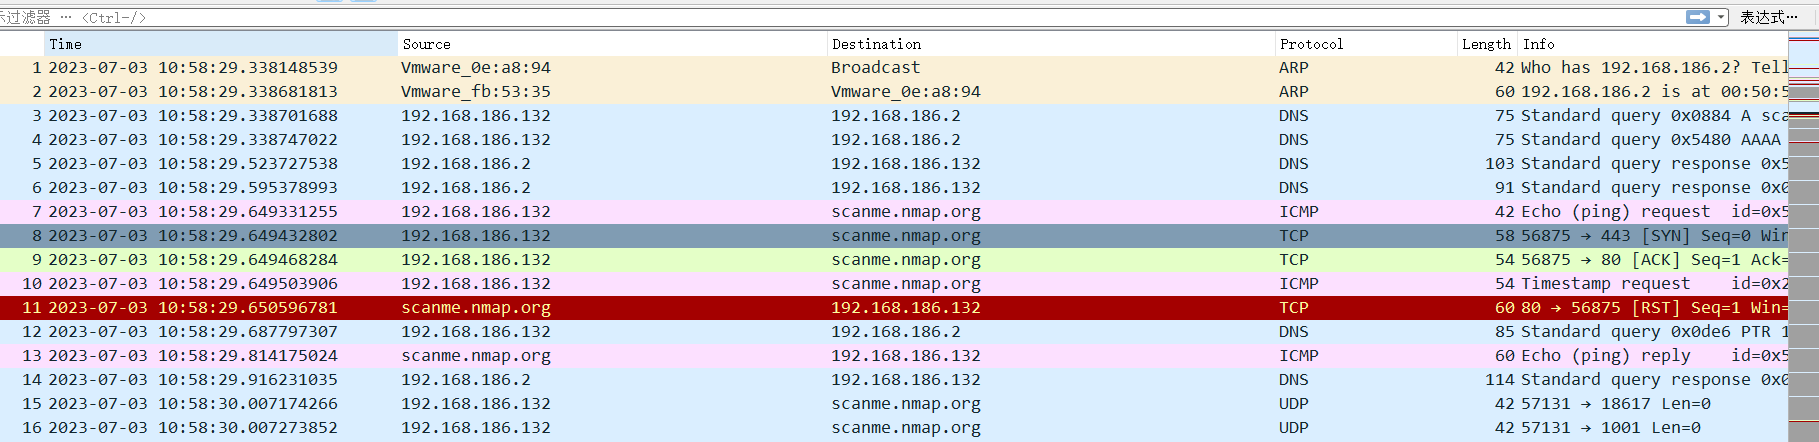 示过滤器 … <Ctrl-/> 表达式…
Time Source Destination Protocol Length Info
1 2023-07-03 10:58:29.338148539 Vmware_0e:a8:94 Broadcast ARP 42 Who has 192.168.186.2? Tell
2 2023-07-03 10:58:29.338681813 Vmware_fb:53:35 Vmware_0e:a8:94 ARP 60 192.168.186.2 is at 00:50:5
3 2023-07-03 10:58:29.338701688 192.168.186.132 192.168.186.2 DNS 75 Standard query 0x0884 A sca
4 2023-07-03 10:58:29.338747022 192.168.186.132 192.168.186.2 DNS 75 Standard query 0x5480 AAAA
5 2023-07-03 10:58:29.523727538 192.168.186.2 192.168.186.132 DNS 103 Standard query response 0x5
6 2023-07-03 10:58:29.595378993 192.168.186.2 192.168.186.132 DNS 91 Standard query response 0x0
7 2023-07-03 10:58:29.649331255 192.168.186.132 scanme.nmap.org ICMP 42 Echo (ping) request id=0x5
8 2023-07-03 10:58:29.649432802 192.168.186.132 scanme.nmap.org TCP 58 56875 → 443 [SYN] Seq=0 Win
9 2023-07-03 10:58:29.649468284 192.168.186.132 scanme.nmap.org TCP 54 56875 → 80 [ACK] Seq=1 Ack=
10 2023-07-03 10:58:29.649503906 192.168.186.132 scanme.nmap.org ICMP 54 Timestamp request id=0x2
11 2023-07-03 10:58:29.650596781 scanme.nmap.org 192.168.186.132 TCP 60 80 → 56875 [RST] Seq=1 Win=
12 2023-07-03 10:58:29.687797307 192.168.186.132 192.168.186.2 DNS 85 Standard query 0x0de6 PTR 1
13 2023-07-03 10:58:29.814175024 scanme.nmap.org 192.168.186.132 ICMP 60 Echo (ping) reply id=0x5
14 2023-07-03 10:58:29.916231035 192.168.186.2 192.168.186.132 DNS 114 Standard query response 0x0
15 2023-07-03 10:58:30.007174266 192.168.186.132 scanme.nmap.org UDP 42 57131 → 18617 Len=0
16 2023-07-03 10:58:30.007273852 192.168.186.132 scanme.nmap.org UDP 42 57131 → 1001 Len=0